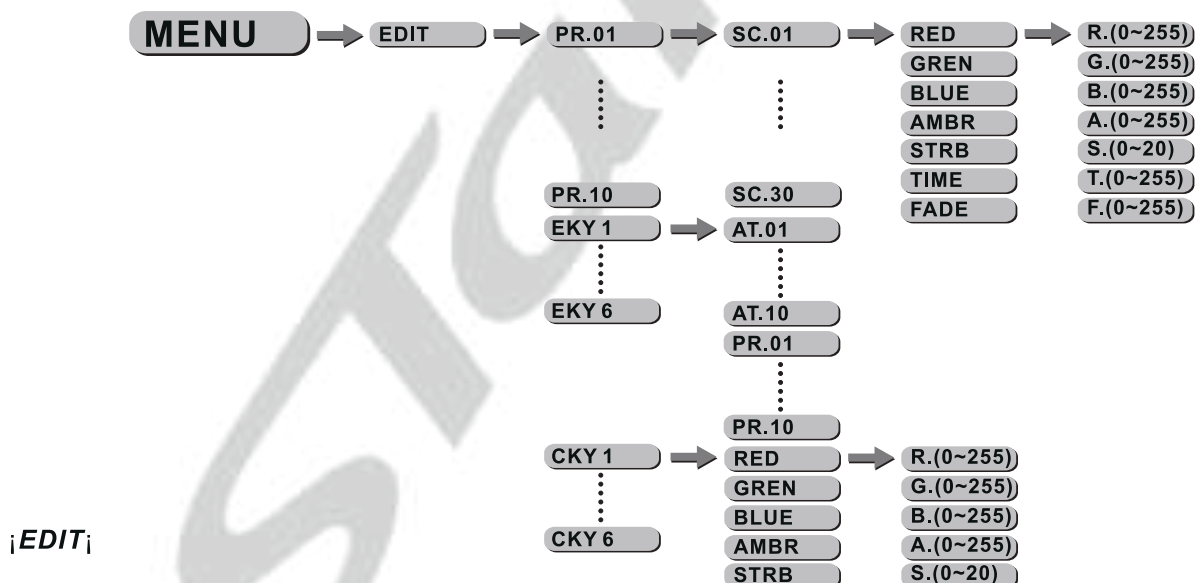 MENU EDIT PR.01 SC.01 RED R.(0~255)
GREN G.(0~255)
BLUE B.(0~255)
AMBR A.(0~255)
STRB S.(0~20)
TIME T.(0~255)
PR.10 SC.30
FADE F.(0~255)
EKY 1 AT.01
EKY 6 AT.10
PR.01
PR.10
CKY 1 RED R.(0~255)
GREN G.(0~255)
BLUE B.(0~255)
¡EDIT¡ CKY 6 AMBR A.(0~255)
STRB S.(0~20)